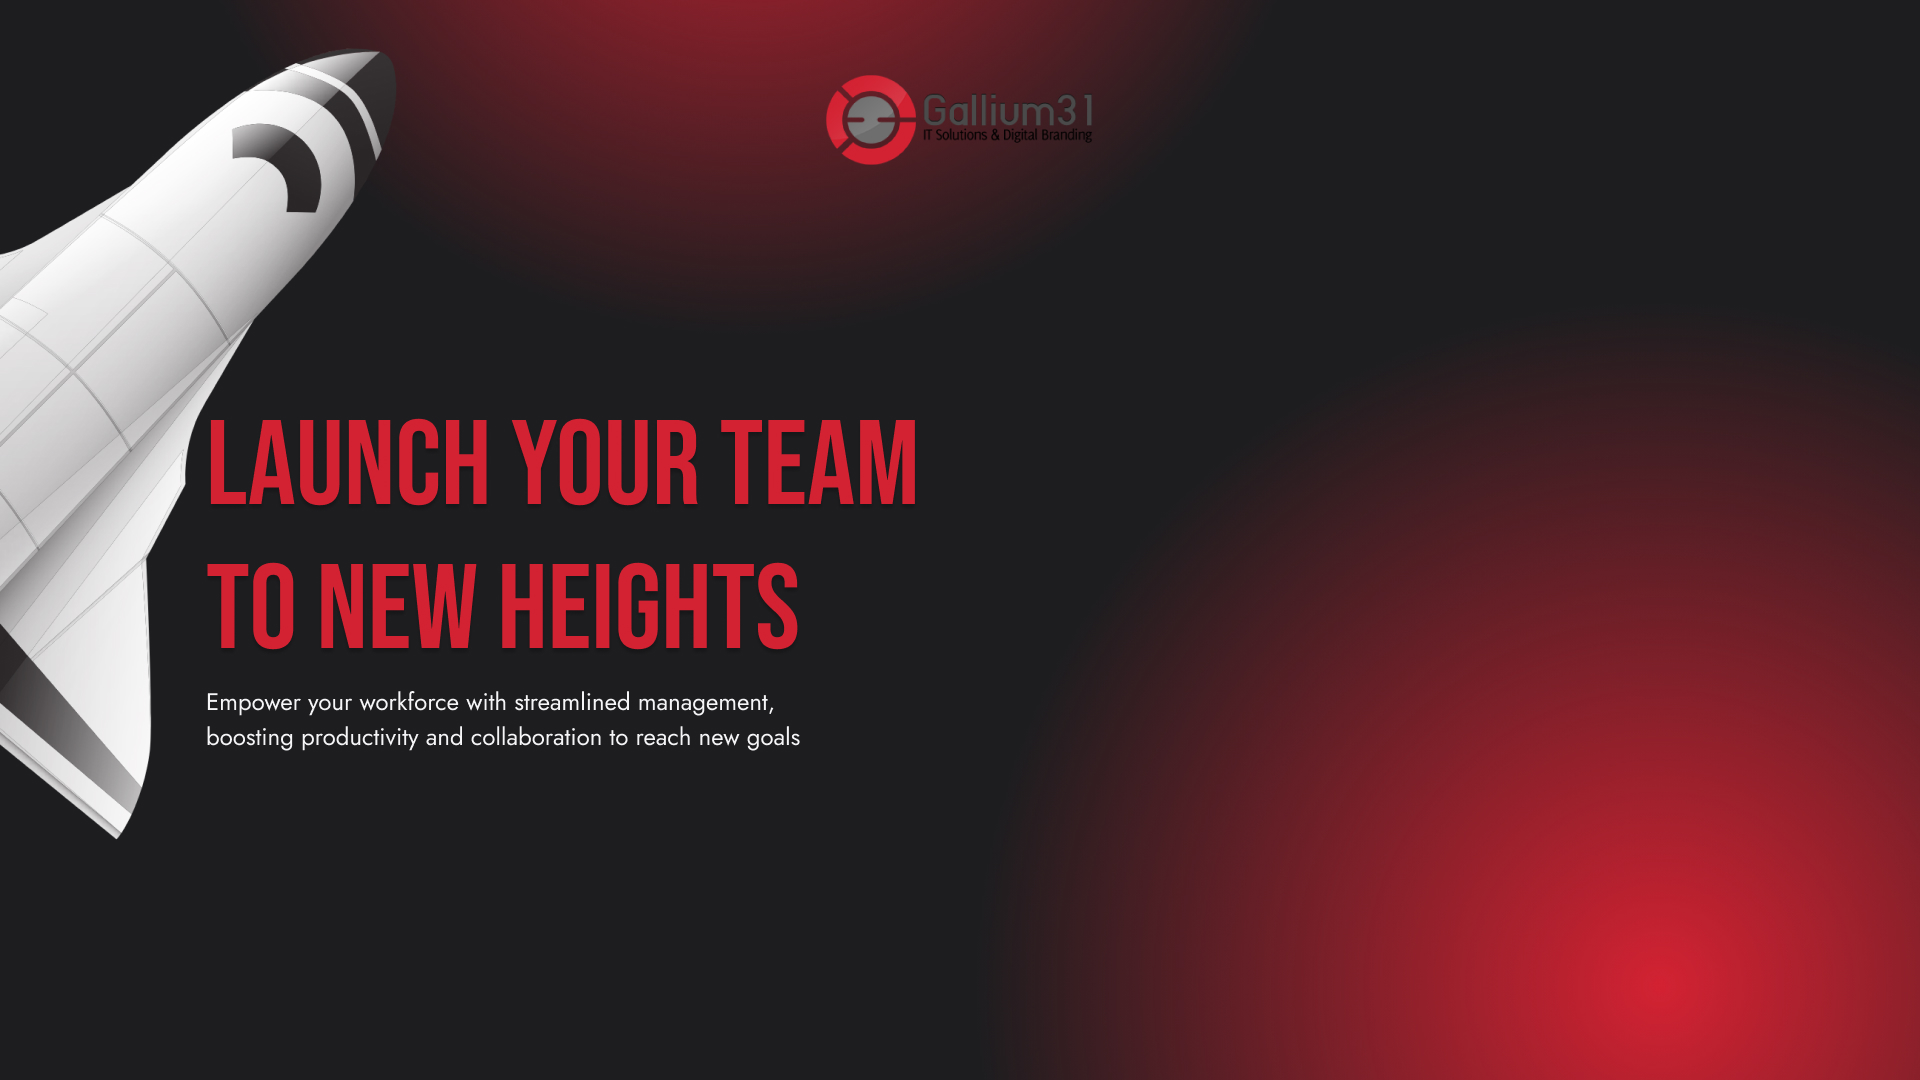 Gallium31
IT Solutions & Digital Branding
LAUNCH YOUR TEAM
TO NEW HEIGHTS
Empower your workforce with streamlined management,
boosting productivity and collaboration to reach new goals